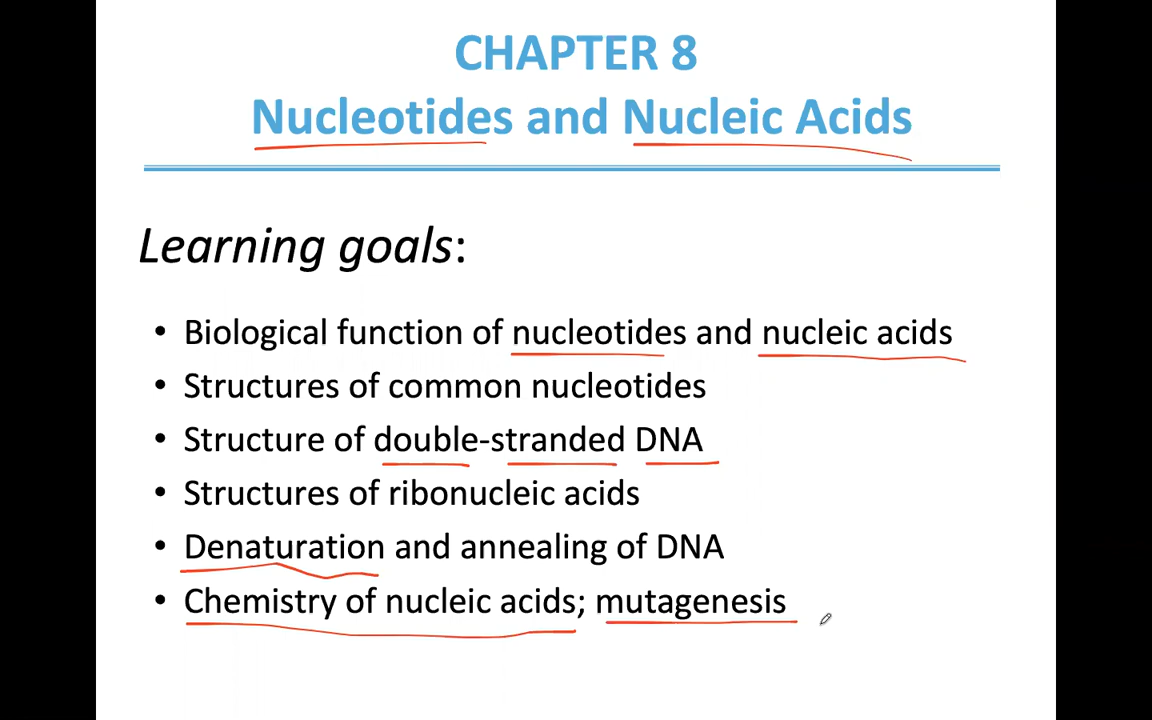 CHAPTER 8
Nucleotides and Nucleic Acids
Learning goals:
• Biological function of nucleotides and nucleic acids
• Structures of common nucleotides
• Structure of double-stranded DNA
• Structures of ribonucleic acids
• Denaturation and annealing of DNA
• Chemistry of nucleic acids; mutagenesis